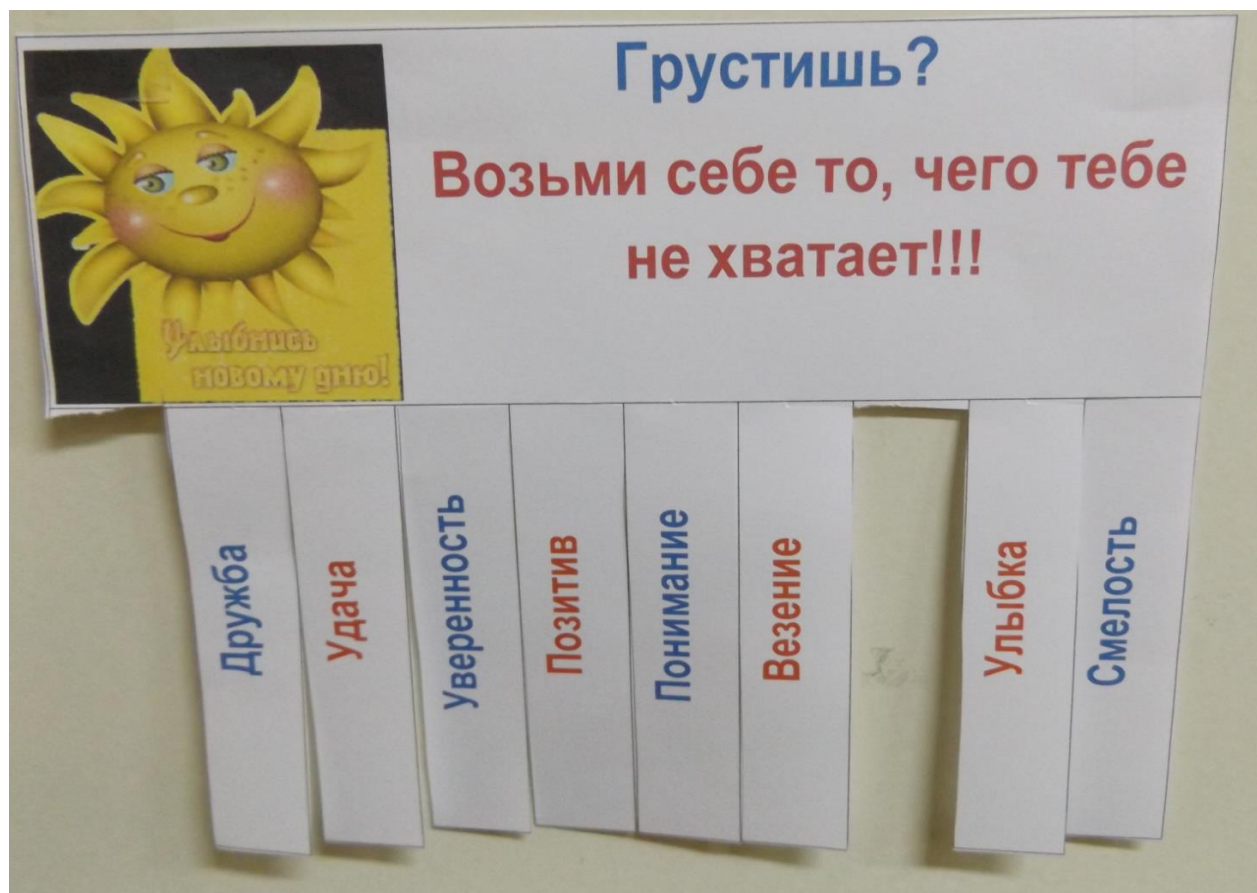 Грустишь?
Возьми себе то, чего тебе
не хватает!!!
Улыбнись
новому дню!
Дружба
Удача
Уверенность
Позитив
Понимание
Везение
Улыбка
Смелость